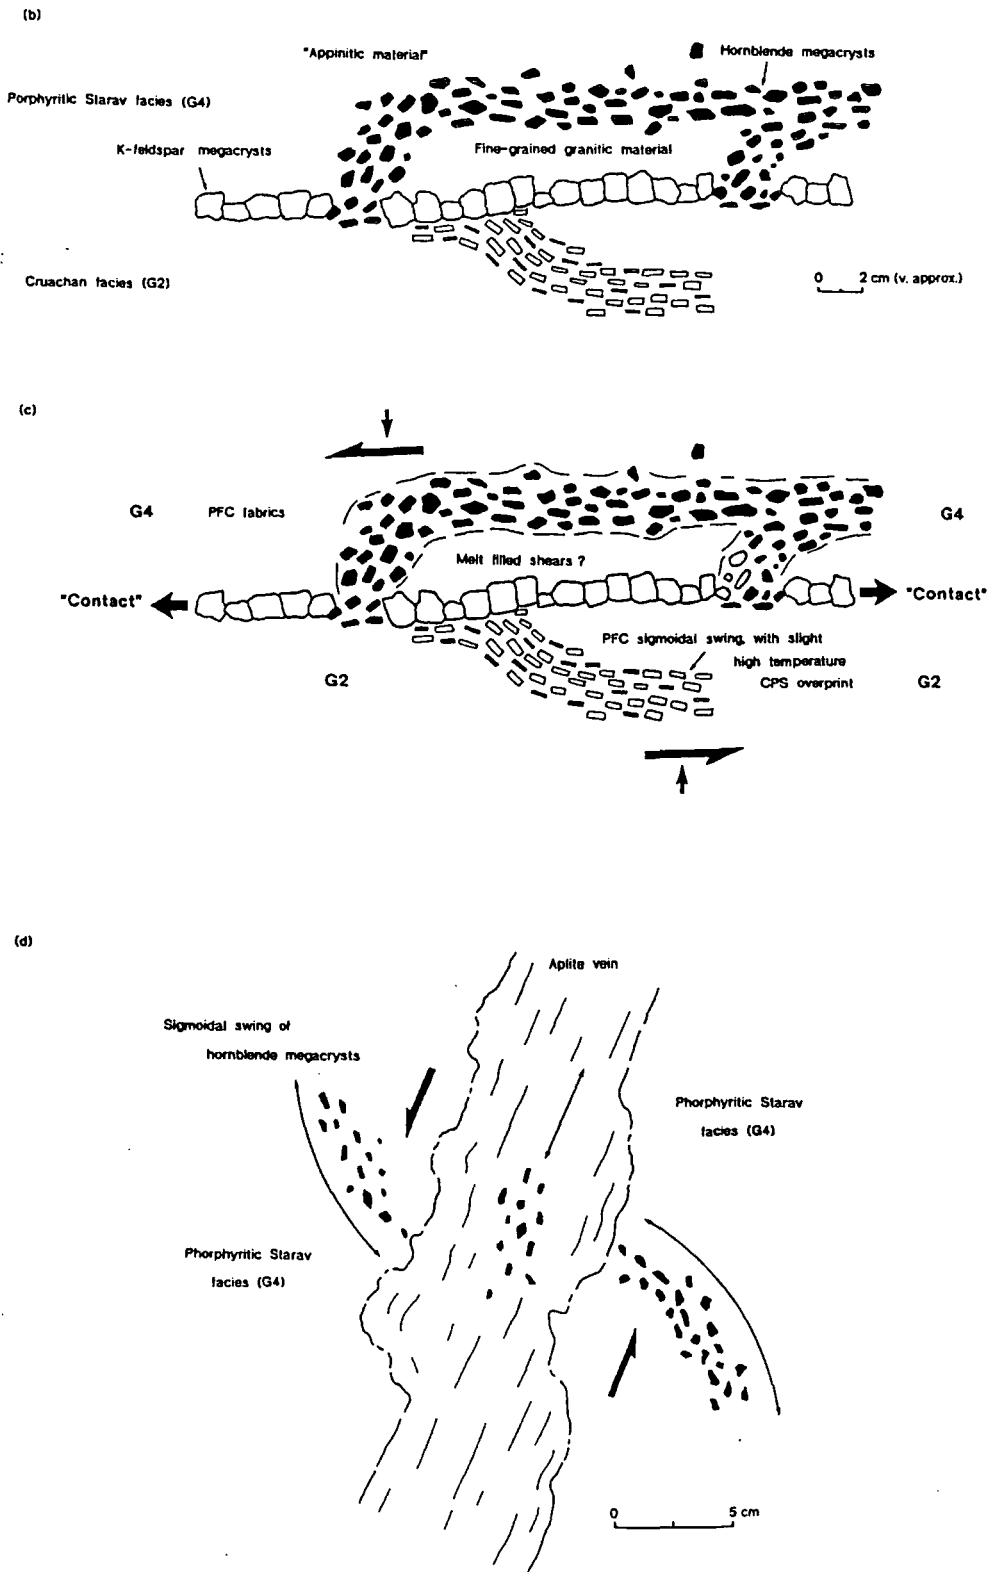 (b)
"Appinitic material"
Hornblende megacrysts
Porphyritic Starav facies (G4)
K-feldspar megacrysts
Fine-grained granitic material
Cruachan facies (G2)
0 2 cm (v. approx.)
(c)
G4 PFC fabrics
G4
Melt filled shears ?
"Contact"
"Contact"
PFC sigmoidal swing, with slight
high temperature
CPS overprint
G2
G2
(d)
Aplite vein
Sigmoidal swing of
hornblende megacrysts
Phorphyritic Starav
facies (G4)
Phorphyritic Starav
facies (G4)
0 5 cm